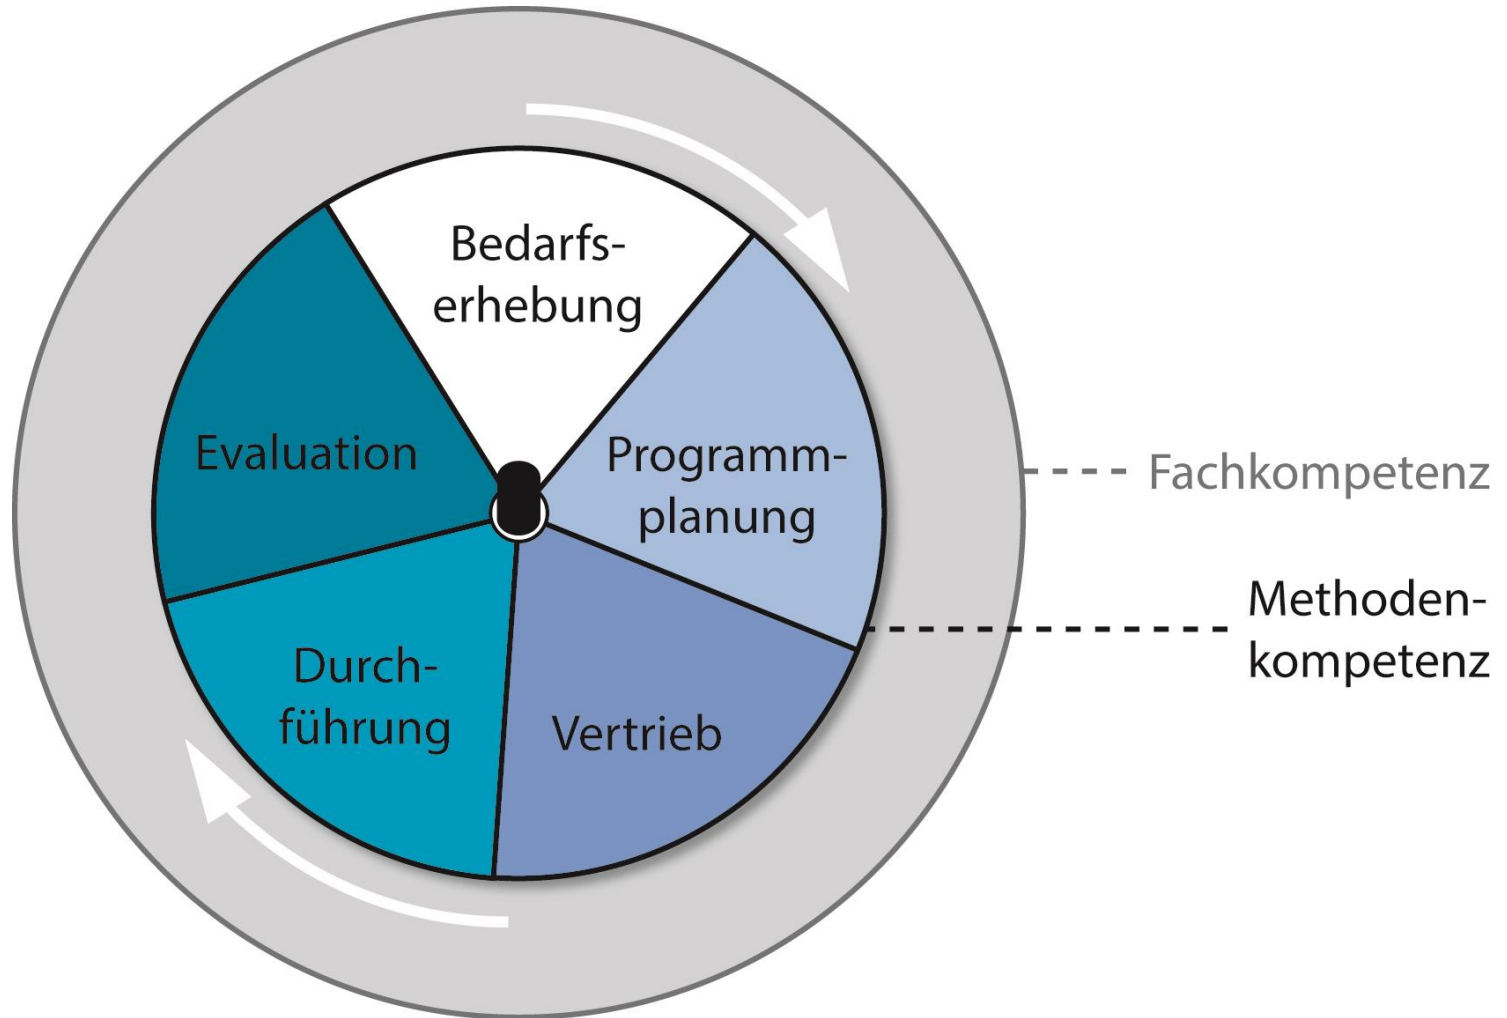 Bedarfs-
erhebung
Programm-
planung
Vertrieb
Durch-
führung
Evaluation
Fachkompetenz
Methoden-
kompetenz